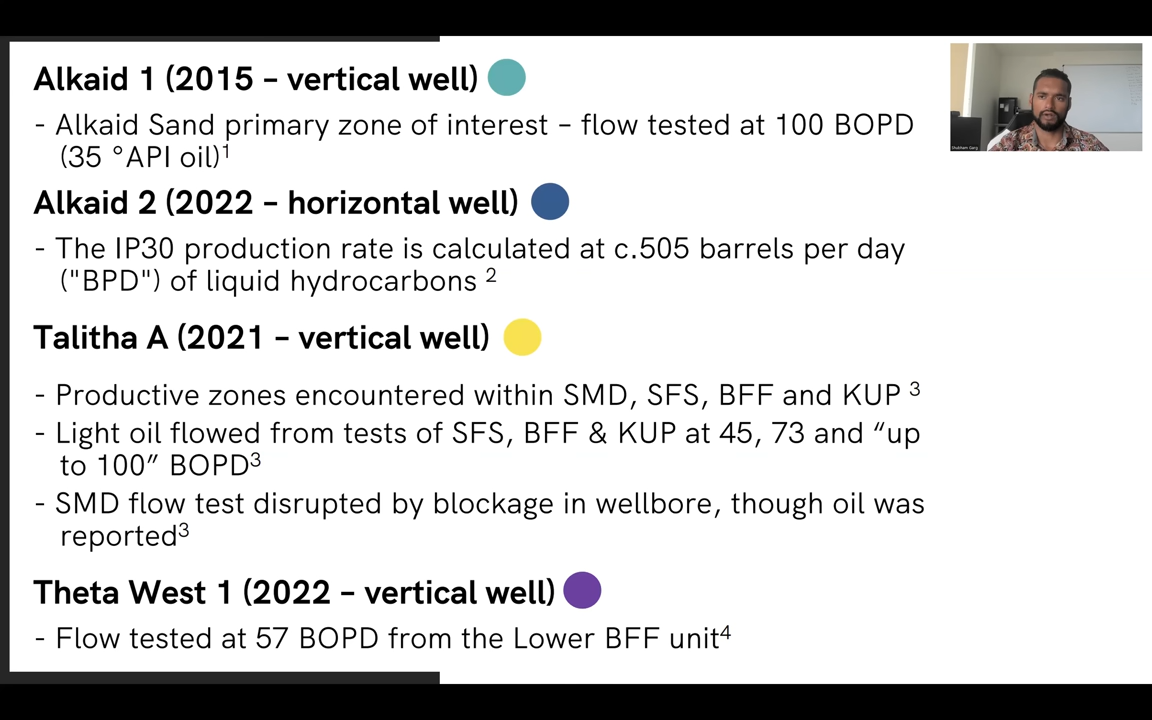 Alkaid 1 (2015 – vertical well)
- Alkaid Sand primary zone of interest – flow tested at 100 BOPD
(35 °API oil)¹
Alkaid 2 (2022 – horizontal well)
- The IP30 production rate is calculated at c.505 barrels per day
("BPD") of liquid hydrocarbons ²
Talitha A (2021 – vertical well)
- Productive zones encountered within SMD, SFS, BFF and KUP ³
- Light oil flowed from tests of SFS, BFF & KUP at 45, 73 and “up
to 100” BOPD³
- SMD flow test disrupted by blockage in wellbore, though oil was
reported³
Theta West 1 (2022 – vertical well)
- Flow tested at 57 BOPD from the Lower BFF unit⁴
Shubham Garg